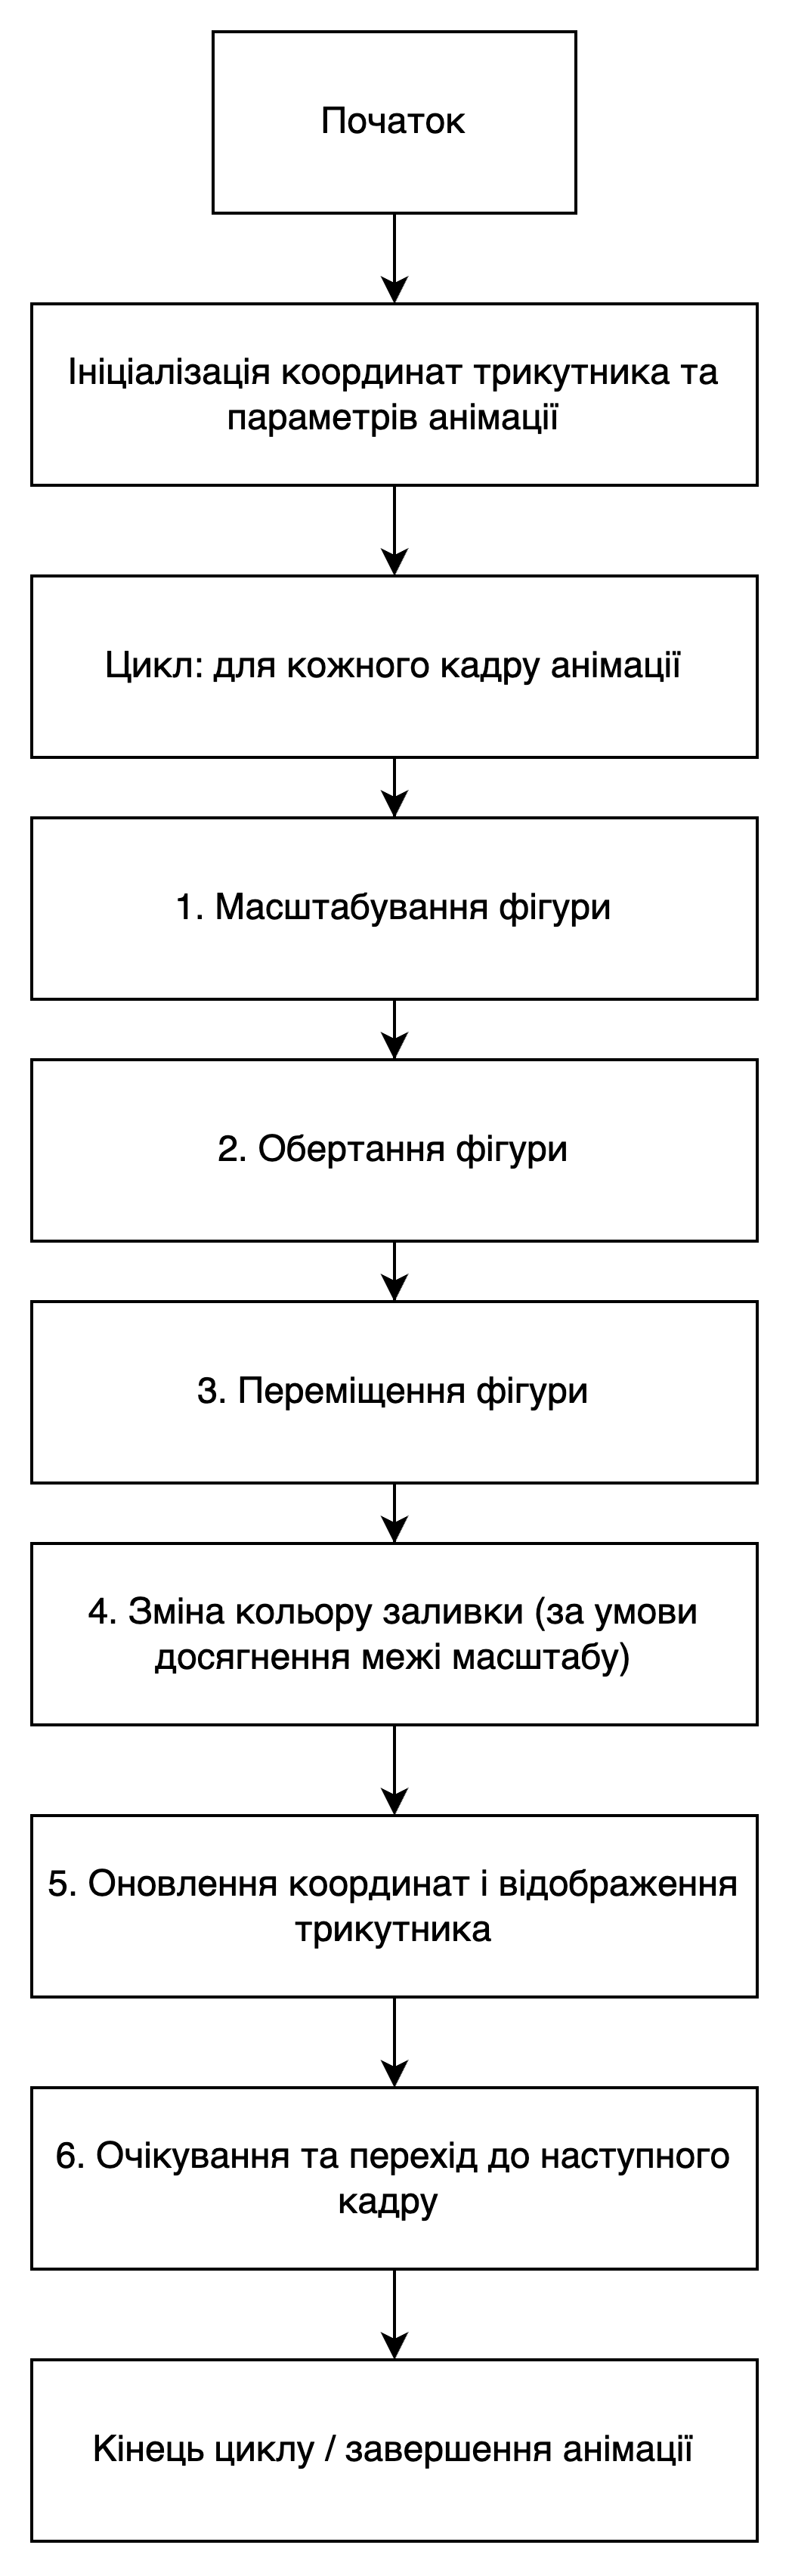 Початок
Ініціалізація координат трикутника та
параметрів анімації
Цикл: для кожного кадру анімації
1. Масштабування фігури
2. Обертання фігури
3. Переміщення фігури
4. Зміна кольору заливки (за умови
досягнення межі масштабу)
5. Оновлення координат і відображення
трикутника
6. Очікування та перехід до наступного
кадру
Кінець циклу / завершення анімації